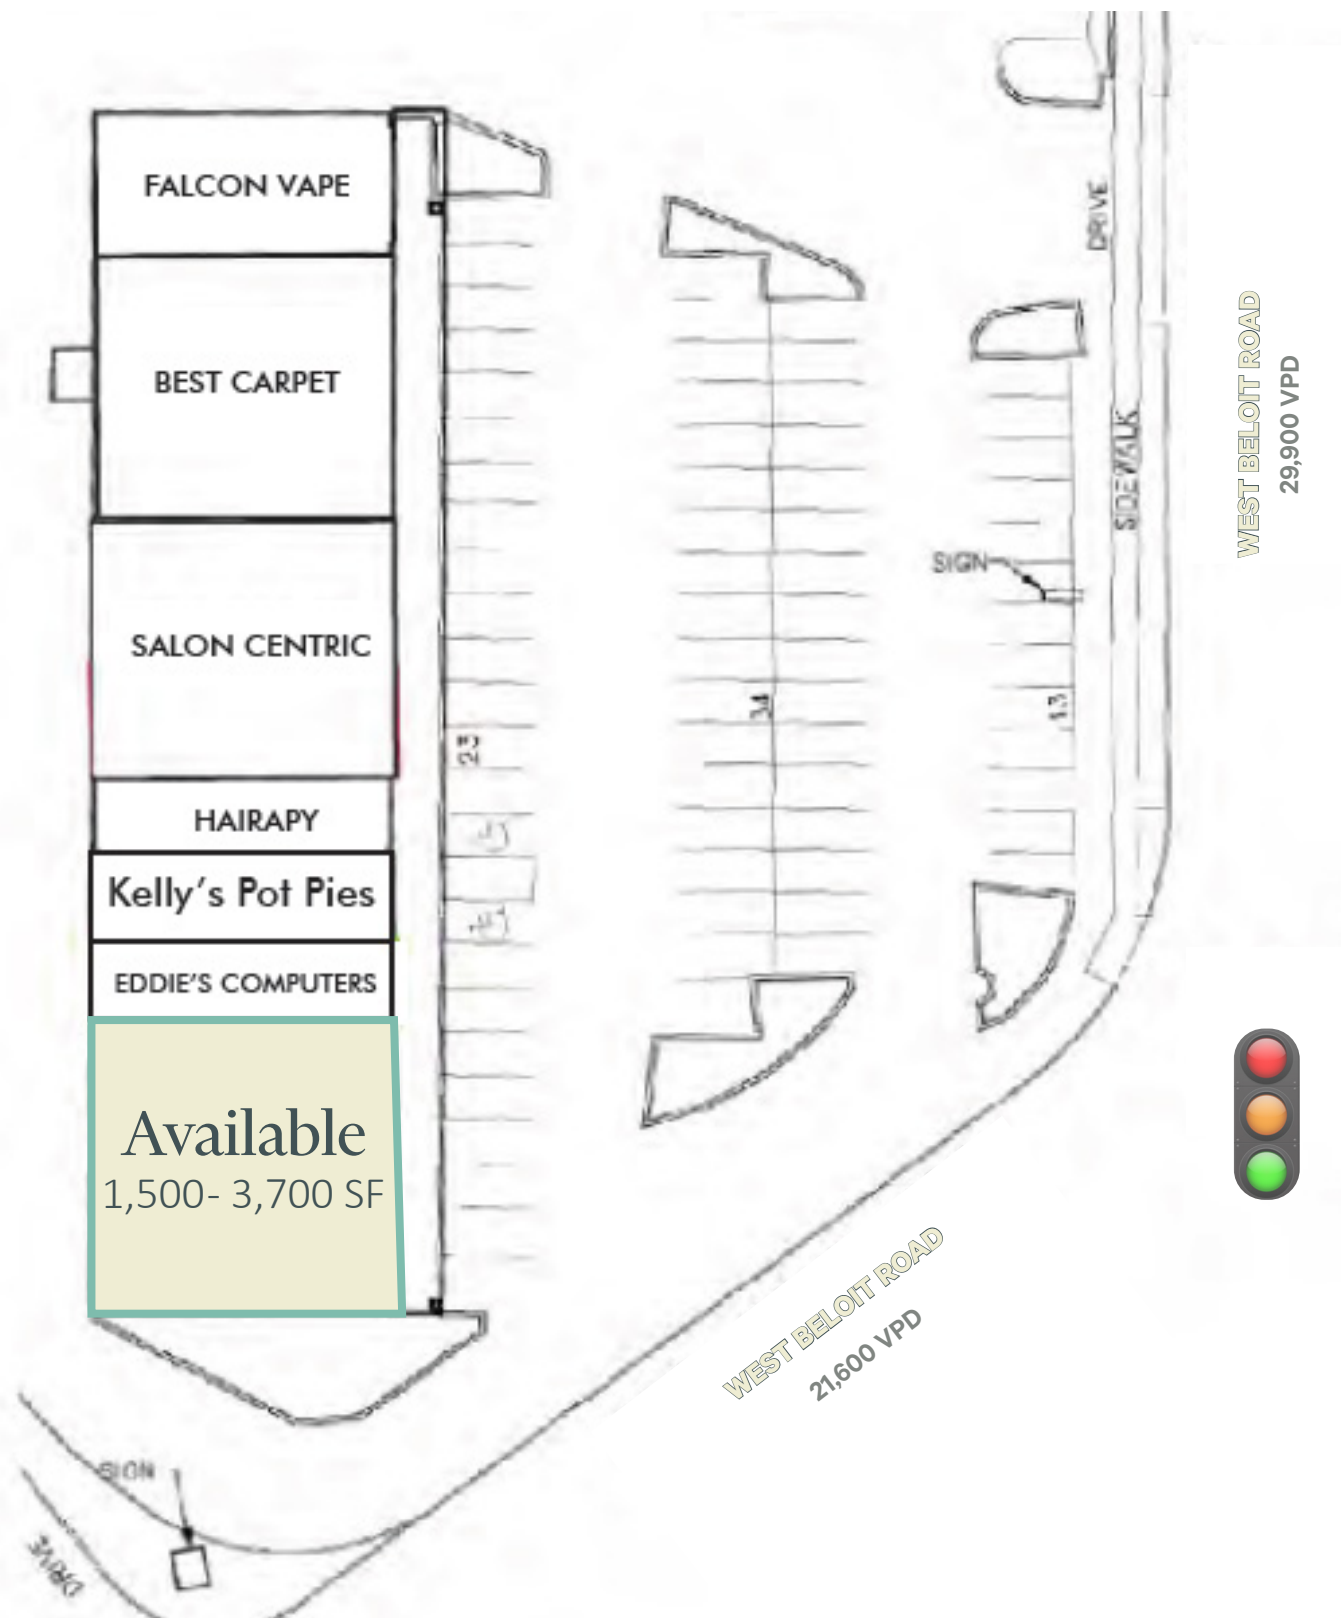 FALCON VAPE
BEST CARPET
SALON CENTRIC
HAIRAPY
Kelly's Pot Pies
EDDIE'S COMPUTERS
Available
1,500- 3,700 SF
23
34
13
DRIVE
SIDEWALK
SIGN
WEST BELOIT ROAD
29,900 VPD
WEST BELOIT ROAD
21,600 VPD
SIGN
DRIVE